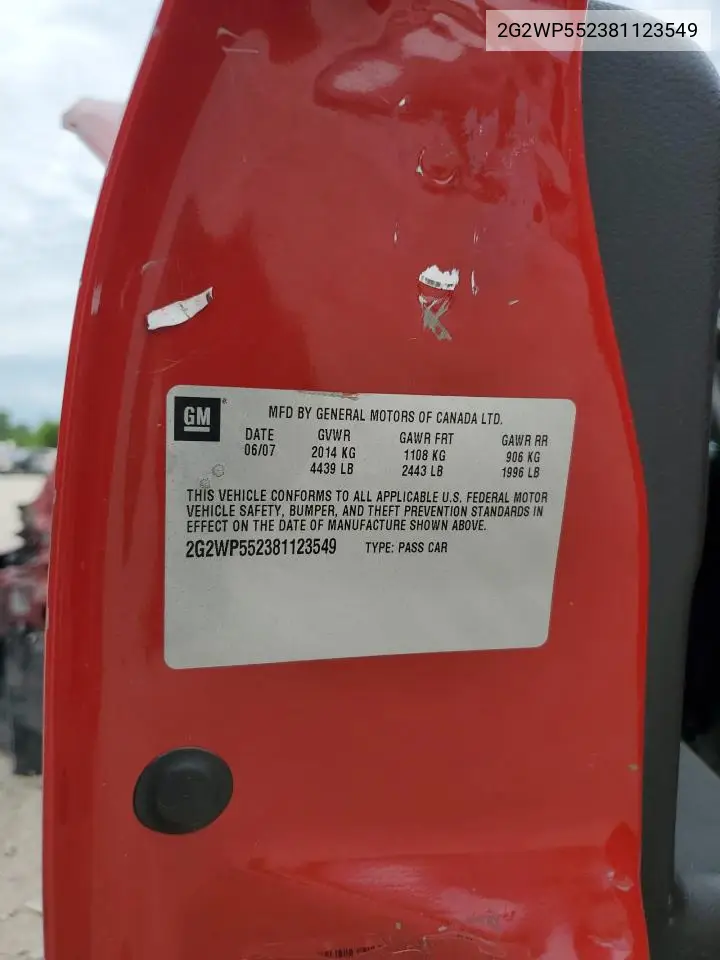 2G2WP552381123549
GM® MFD BY GENERAL MOTORS OF CANADA LTD.
DATE GVWR GAWR FRT GAWR RR
06/07 2014 KG 1108 KG 906 KG
4439 LB 2443 LB 1996 LB
THIS VEHICLE CONFORMS TO ALL APPLICABLE U.S. FEDERAL MOTOR
VEHICLE SAFETY, BUMPER, AND THEFT PREVENTION STANDARDS IN
EFFECT ON THE DATE OF MANUFACTURE SHOWN ABOVE.
2G2WP552381123549 TYPE: PASS CAR